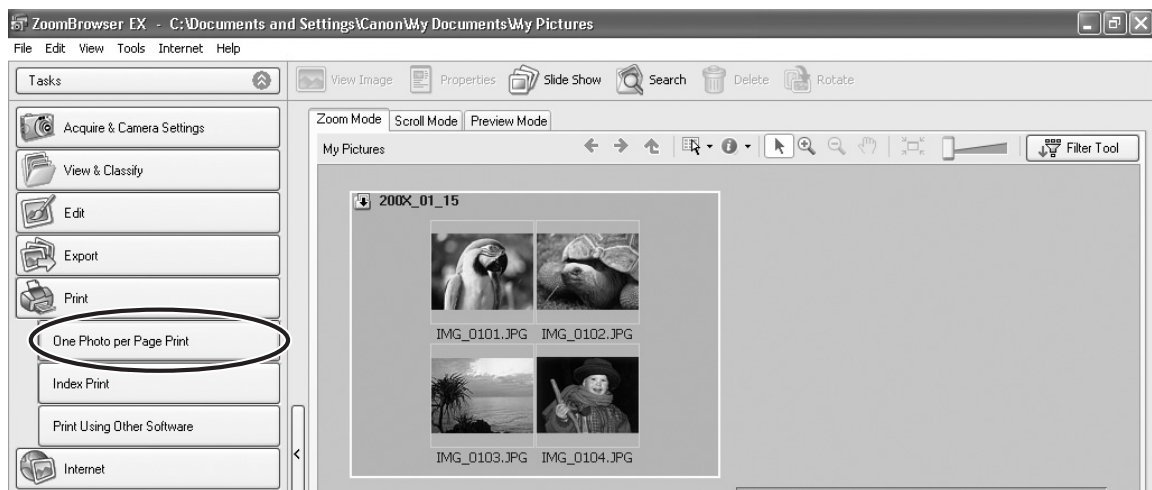 ZoomBrowser EX - C:\Documents and Settings\Canon\My Documents\My Pictures
File Edit View Tools Internet Help
Tasks
View Image Properties Slide Show Search Delete Rotate
Acquire & Camera Settings
View & Classify
Edit
Export
Print
One Photo per Page Print
Index Print
Print Using Other Software
Internet
Zoom Mode Scroll Mode Preview Mode
My Pictures Filter Tool
200X_01_15
IMG_0101.JPG IMG_0102.JPG
IMG_0103.JPG IMG_0104.JPG